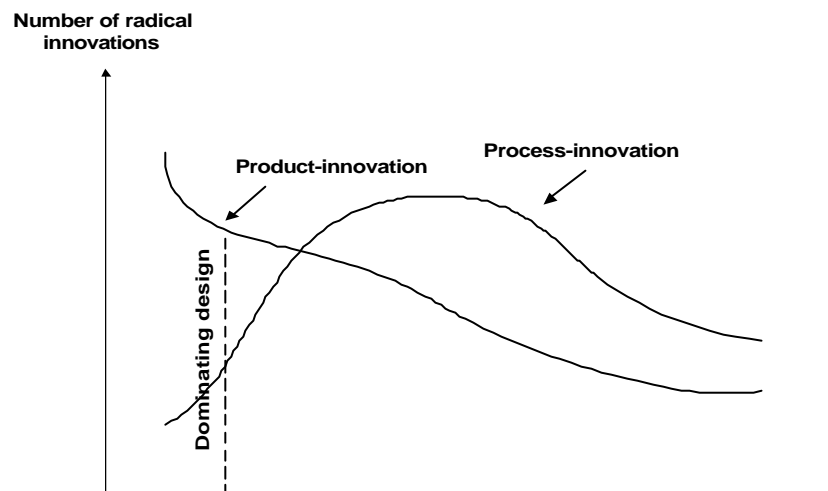 Number of radical
innovations
Product-innovation
Process-innovation
Dominating design